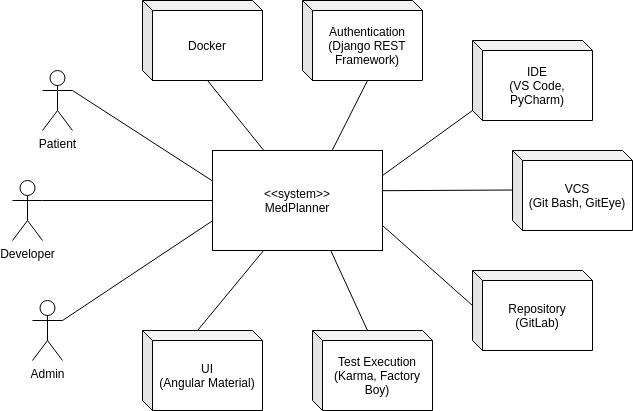 Docker
Authentication
(Django REST
Framework)
IDE
(VS Code,
PyCharm)
Patient
<<system>>
MedPlanner
VCS
(Git Bash, GitEye)
Developer
Repository
(GitLab)
Admin
UI
(Angular Material)
Test Execution
(Karma, Factory
Boy)